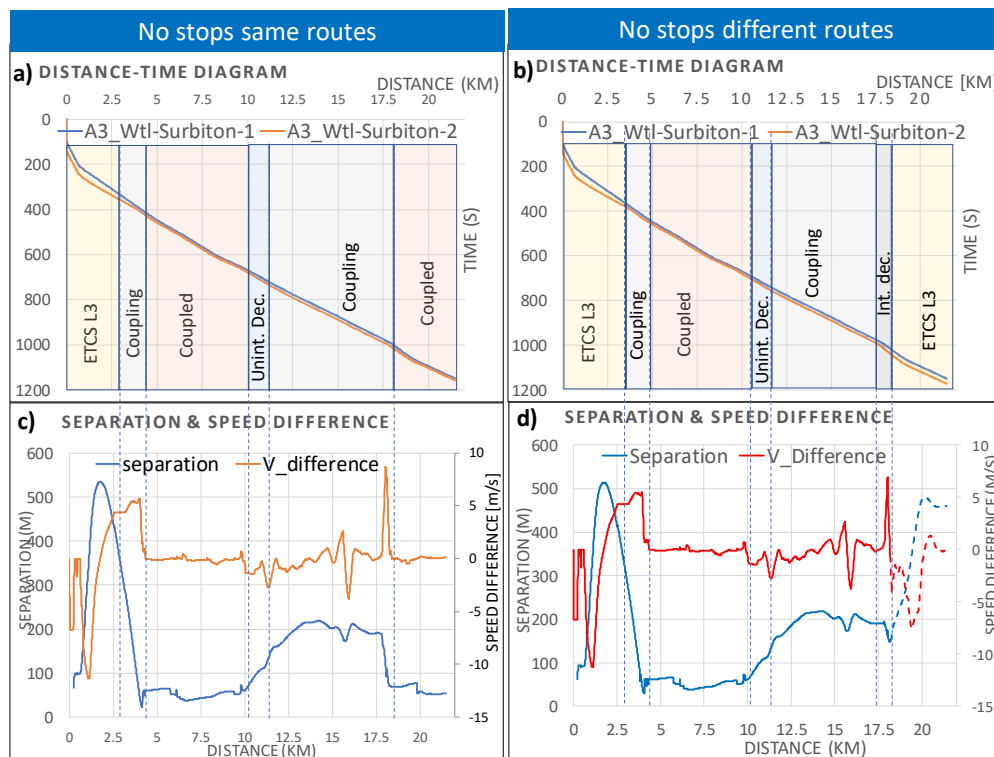 No stops same routes
No stops different routes
a) DISTANCE-TIME DIAGRAM
DISTANCE (KM)
0 2.5 5 7.5 10 12.5 15 17.5 20
0
200
400
600
800
1000
1200
A3_Wtl-Surbiton-1 A3_Wtl-Surbiton-2
TIME (S)
ETCS L3
Coupling
Coupled
Unint. Dec.
Coupling
Coupled
b) DISTANCE-TIME DIAGRAM
DISTANCE [KM)
0 2.5 5 7.5 10 12.5 15 17.5 20
0
200
400
600
800
1000
1200
A3_Wtl-Surbiton-1 A3_Wtl-Surbiton-2
TIME (S)
ETCS L3
Coupling
Coupled
Unint. Dec.
Coupling
Int. dec.
ETCS L3
c) SEPARATION & SPEED DIFFERENCE
separation V_difference
SEPARATION (M)
600
500
400
300
200
100
0
10
5
0
-5
-10
-15
SPEED DIFFERENCE [m/s]
0.0 2.5 5.0 7.5 10.0 12.5 15.0 17.5 20.0
DISTANCE (KM)
d) SEPARATION & SPEED DIFFERENCE
Separation V_Difference
SEPARATION (M)
600
500
400
300
200
100
0
10
5
0
-5
-10
-15
SPEED DIFFERENCE (M/S)
0 2.5 5 7.5 10 12.5 15 17.5 20
DISTANCE (KM)